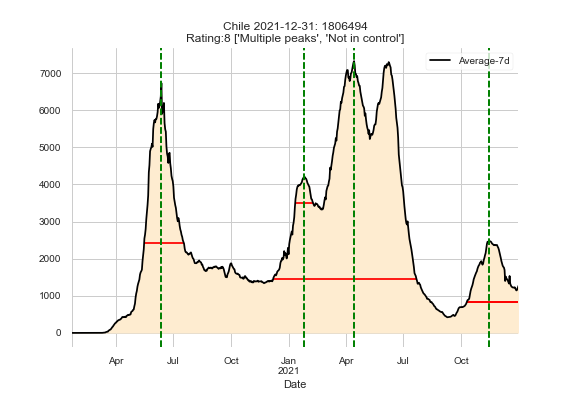 Chile 2021-12-31: 1806494
Rating:8 ['Multiple peaks', 'Not in control']
Average-7d
7000
6000
5000
4000
3000
2000
1000
0
Apr Jul Oct Jan Apr Jul Oct
2021
Date